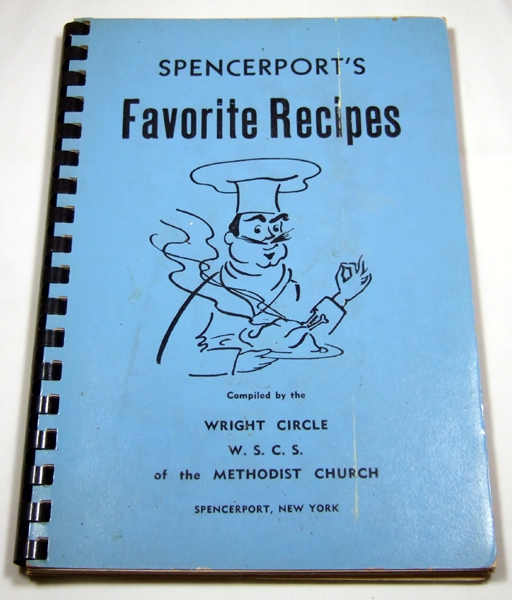 SPENCERPORT'S
Favorite Recipes
Compiled by the
WRIGHT CIRCLE
W. S. C. S.
of the METHODIST CHURCH
SPENCERPORT, NEW YORK